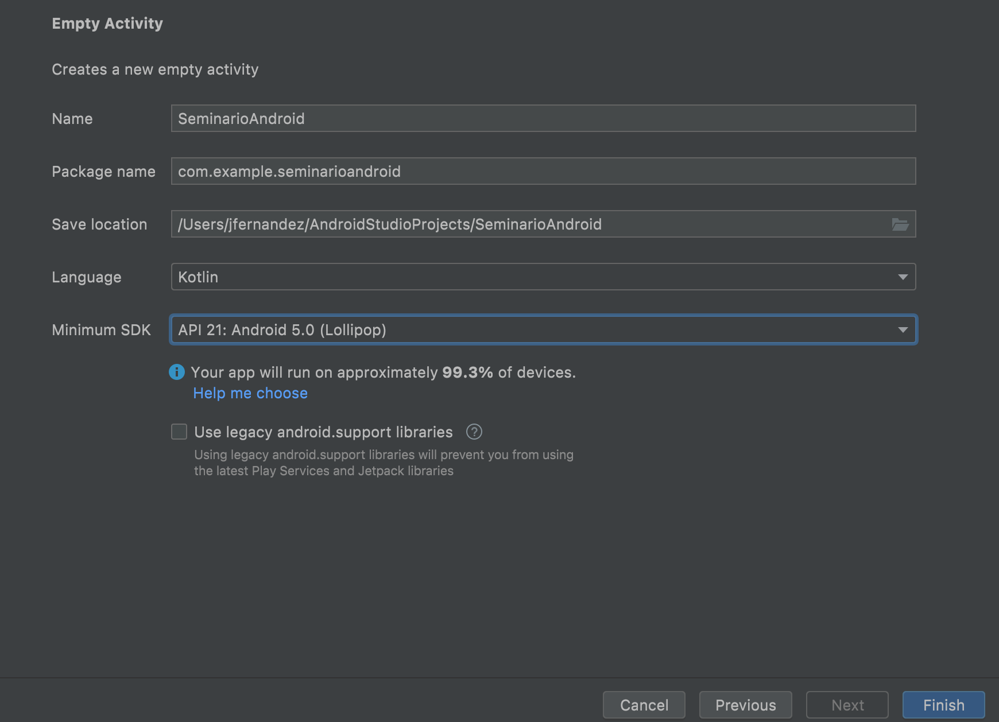 Empty Activity
Creates a new empty activity
Name
SeminarioAndroid
Package name
com.example.seminarioandroid
Save location
/Users/jfernandez/AndroidStudioProjects/SeminarioAndroid
Language
Kotlin
Minimum SDK
API 21: Android 5.0 (Lollipop)
Your app will run on approximately 99.3% of devices.
Help me choose
Use legacy android.support libraries
Using legacy android.support libraries will prevent you from using
the latest Play Services and Jetpack libraries
Cancel
Previous
Next
Finish